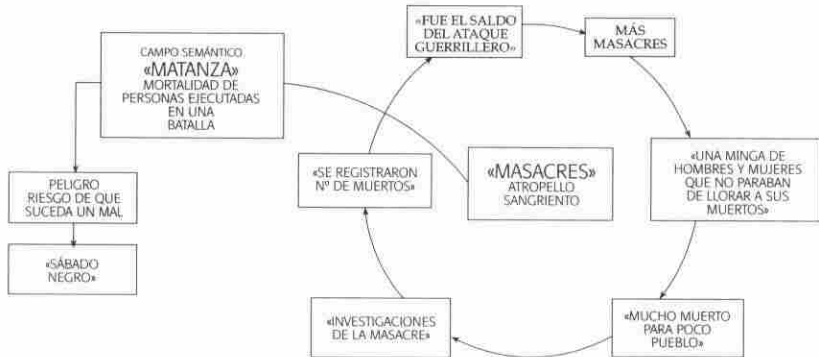 CAMPO SEMÁNTICO
«MATANZA»
MORTALIDAD DE
PERSONAS EJECUTADAS
EN UNA
BATALLA
PELIGRO
RIESGO DE QUE
SUCEDA UN MAL
«SÁBADO
NEGRO»
«MASACRES»
ATROPELLO
SANGRIENTO
«FUE EL SALDO
DEL ATAQUE
GUERRILLERO»
MÁS
MASACRES
«UNA MINGA DE
HOMBRES Y MUJERES
QUE NO PARABAN
DE LLORAR A SUS
MUERTOS»
«MUCHO MUERTO
PARA POCO
PUEBLO»
«INVESTIGACIONES
DE LA MASACRE»
«SE REGISTRARON
Nº DE MUERTOS»